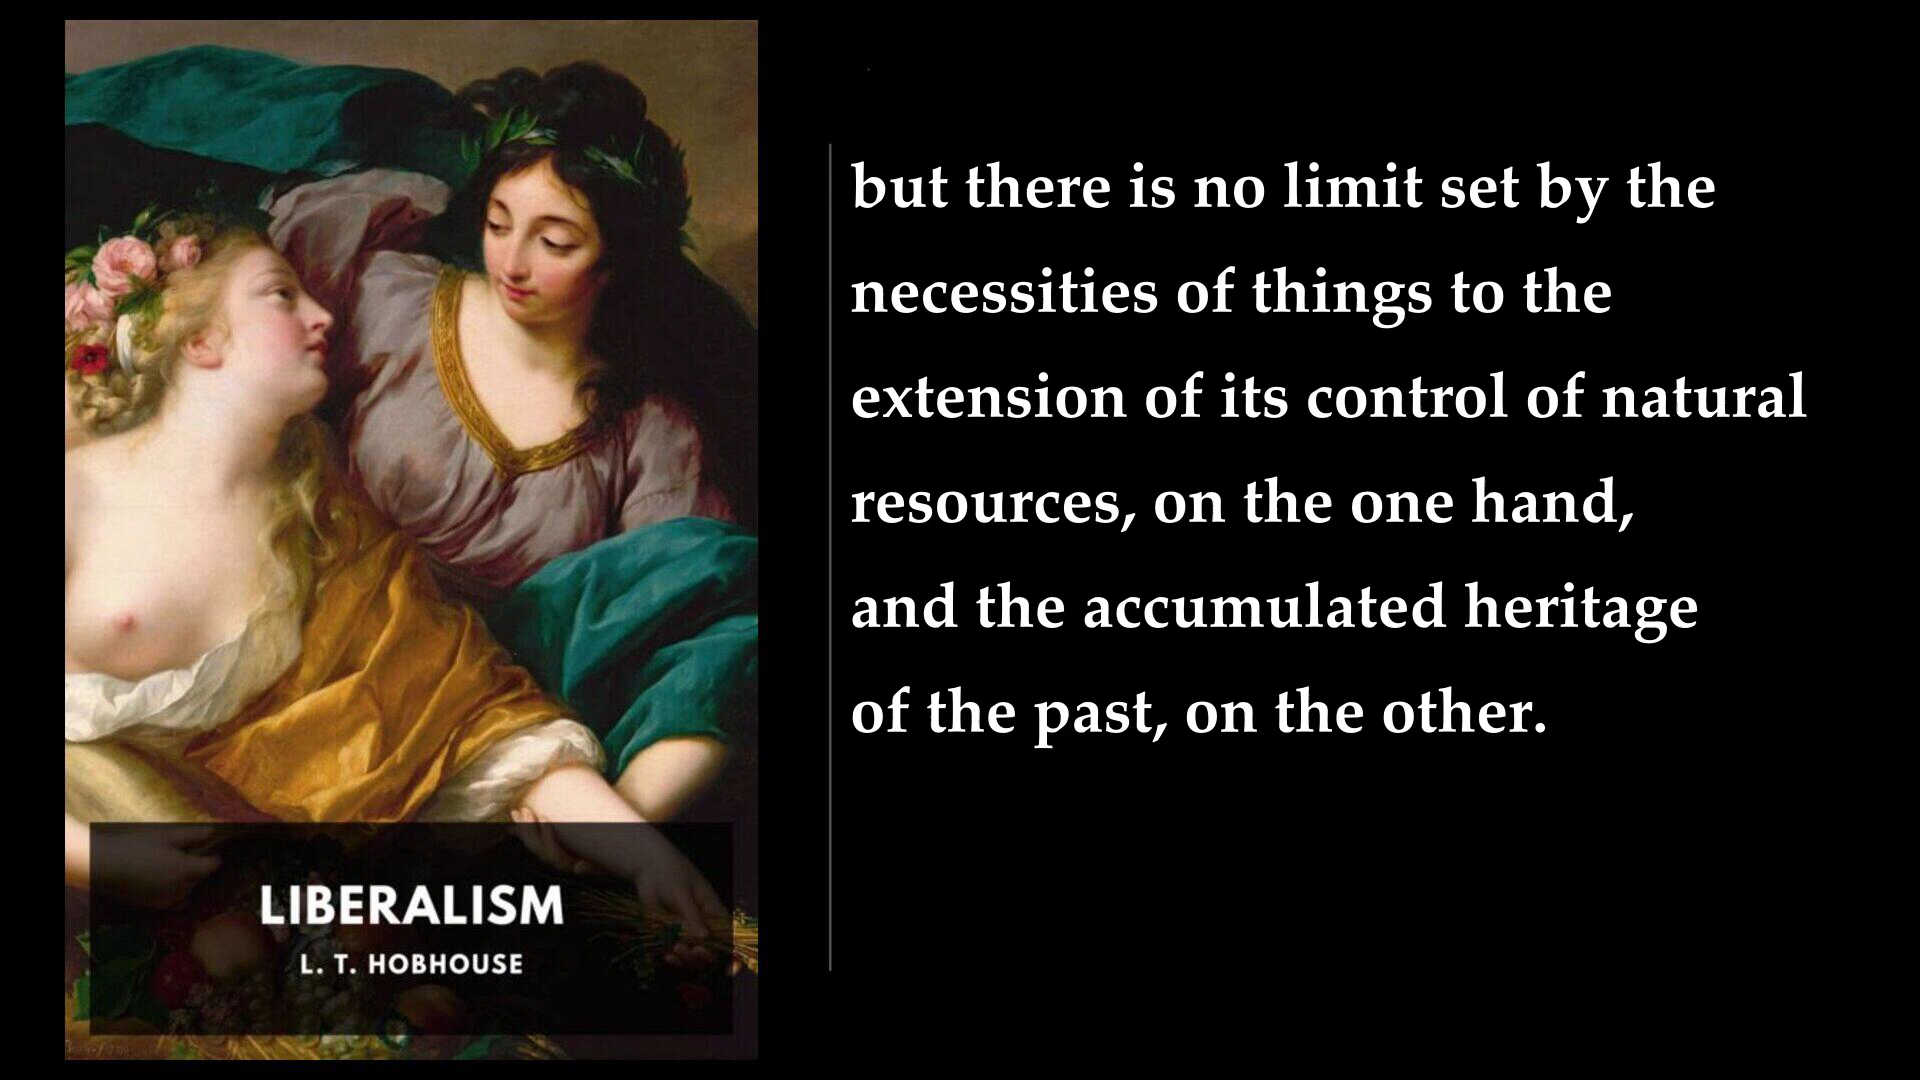 but there is no limit set by the
necessities of things to the
extension of its control of natural
resources, on the one hand,
and the accumulated heritage
of the past, on the other.
LIBERALISM
L. T. HOBHOUSE